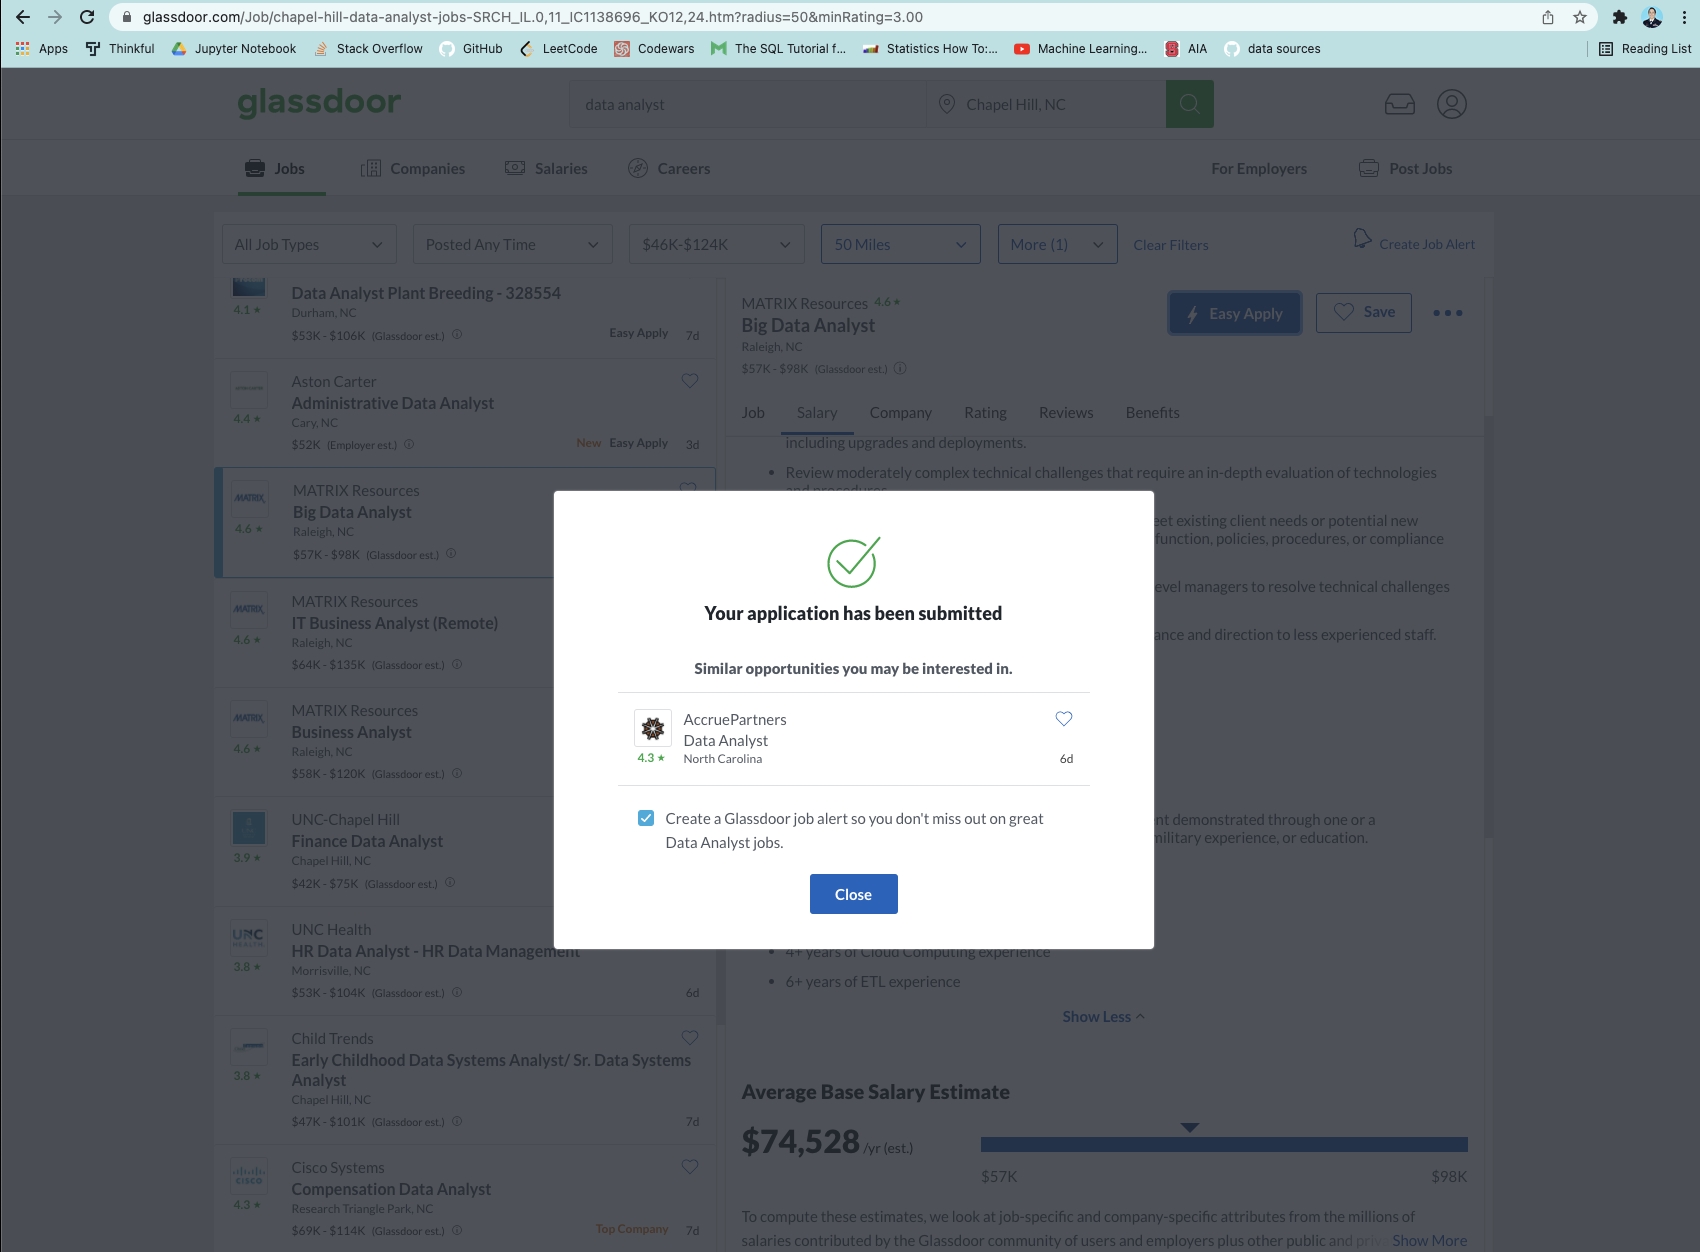 glassdoor.com/Job/chapel-hill-data-analyst-jobs-SRCH_IL.0,11_IC1138696_KO12,24.htm?radius=50&minRating=3.00
Apps Thinkful Jupyter Notebook Stack Overflow GitHub LeetCode Codewars The SQL Tutorial f... Statistics How To:... Machine Learning... AIA data sources Reading List
glassdoor data analyst Chapel Hill, NC
Jobs Companies Salaries Careers For Employers Post Jobs
All Job Types Posted Any Time $46K-$124K 50 Miles More (1) Clear Filters Create Job Alert
Data Analyst Plant Breeding - 328554
4.1 ★ Durham, NC
$53K - $106K (Glassdoor est.) Easy Apply 7d
Aston Carter
Administrative Data Analyst
4.4 ★ Cary, NC
$52K (Employer est.) New Easy Apply 3d
MATRIX MATRIX Resources
Big Data Analyst
4.6 ★ Raleigh, NC
$57K - $98K (Glassdoor est.)
MATRIX MATRIX Resources
IT Business Analyst (Remote)
4.6 ★ Raleigh, NC
$64K - $135K (Glassdoor est.)
MATRIX MATRIX Resources
Business Analyst
4.6 ★ Raleigh, NC
$58K - $120K (Glassdoor est.)
UNC-Chapel Hill
Finance Data Analyst
3.9 ★ Chapel Hill, NC
$42K - $75K (Glassdoor est.)
UNC HEALTH UNC Health
HR Data Analyst - HR Data Management
3.8 ★ Morrisville, NC
$53K - $104K (Glassdoor est.) 6d
Child Trends
Early Childhood Data Systems Analyst/ Sr. Data Systems
Analyst
3.8 ★ Chapel Hill, NC
$47K - $101K (Glassdoor est.) 7d
CISCO Cisco Systems
Compensation Data Analyst
4.3 ★ Research Triangle Park, NC
$69K - $114K (Glassdoor est.) Top Company 7d
MATRIX Resources 4.6 ★
Big Data Analyst
Raleigh, NC
$57K - $98K (Glassdoor est.)
Easy Apply Save
Job Salary Company Rating Reviews Benefits
including upgrades and deployments.
• Review moderately complex technical challenges that require an in-depth evaluation of technologies
and procedures
eet existing client needs or potential new
function, policies, procedures, or compliance
evel managers to resolve technical challenges
ance and direction to less experienced staff.
nt demonstrated through one or a
military experience, or education.
• 4+ years of Cloud Computing experience
• 6+ years of ETL experience
Show Less
Average Base Salary Estimate
$74,528 /yr (est.)
$57K $98K
To compute these estimates, we look at job-specific and company-specific attributes from the millions of
salaries contributed by the Glassdoor community of users and employers plus other public and priv Show More
Your application has been submitted
Similar opportunities you may be interested in.
AccruePartners
Data Analyst
4.3 ★ North Carolina 6d
Create a Glassdoor job alert so you don't miss out on great
Data Analyst jobs.
Close